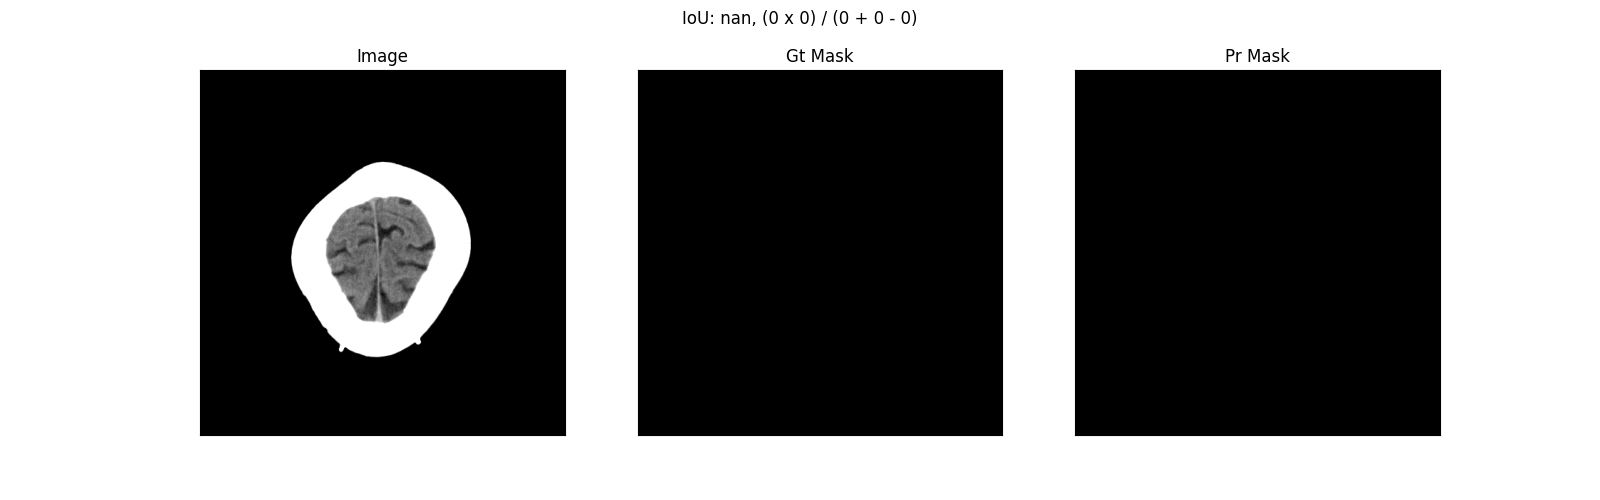 IoU: nan, (0 x 0) / (0 + 0 - 0)
Image
Gt Mask
Pr Mask